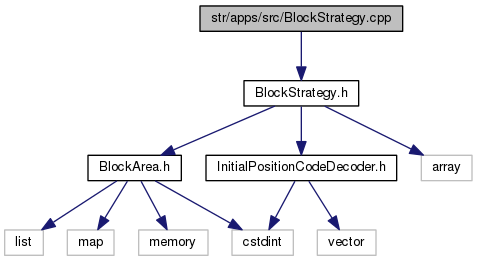 str/apps/src/BlockStrategy.cpp
BlockStrategy.h
BlockArea.h
InitialPositionCodeDecoder.h
array
list
map
memory
cstdint
vector